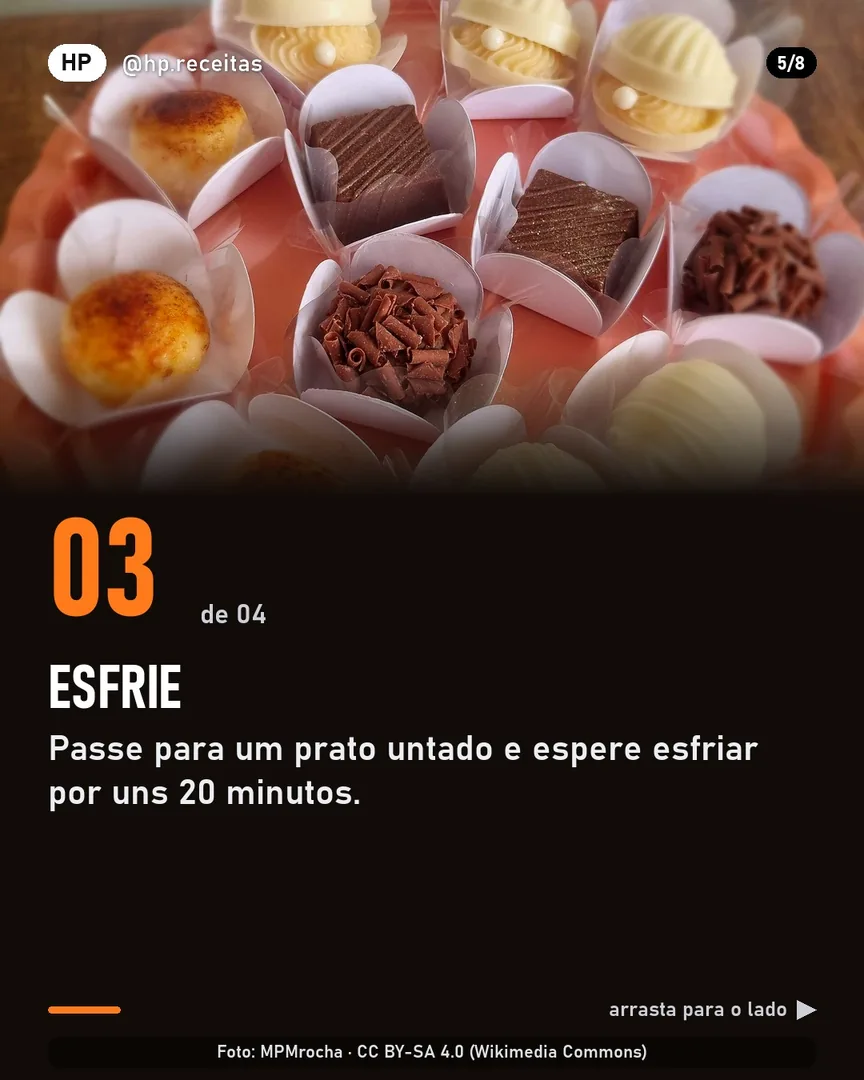 HP @hp.receitas 5/8
03
de 04
ESFRIE
Passe para um prato untado e espere esfriar
por uns 20 minutos.
arrasta para o lado ▶
Foto: MPMrocha · CC BY-SA 4.0 (Wikimedia Commons)